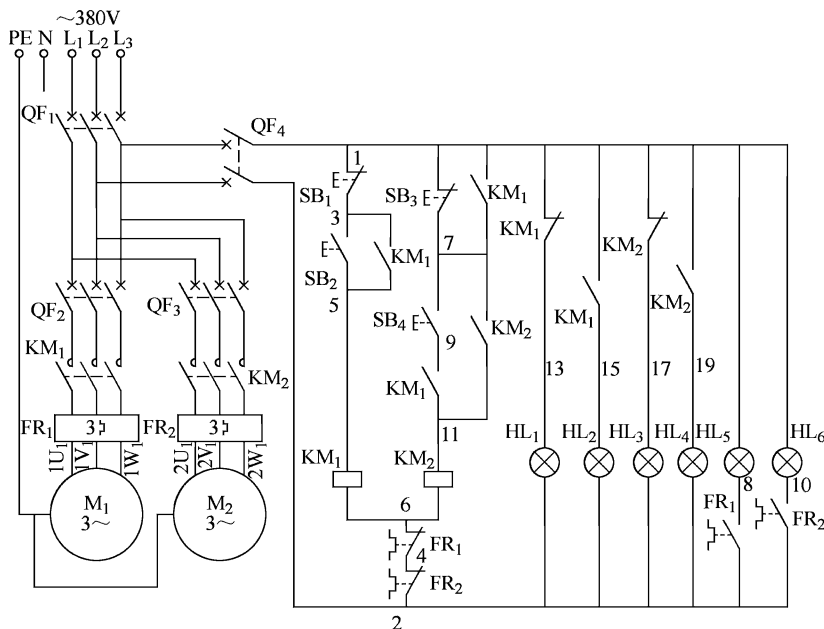 ～380V
PE N L₁ L₂ L₃
QF₁
QF₄
1
SB₁
SB₃
KM₁
3
7
KM₁
KM₁
KM₂
SB₂
5
QF₂
QF₃
SB₄
9
KM₂
KM₁
KM₂
KM₁
KM₂
KM₁
13
15
17
19
11
FR₁
3
FR₂
3
1U₁
1V₁
1W₁
2U₁
2V₁
2W₁
HL₁
HL₂
HL₃
HL₄
HL₅
HL₆
KM₁
KM₂
8
10
M₁
3～
M₂
3～
6
FR₁
FR₂
FR₁
4
FR₂
2